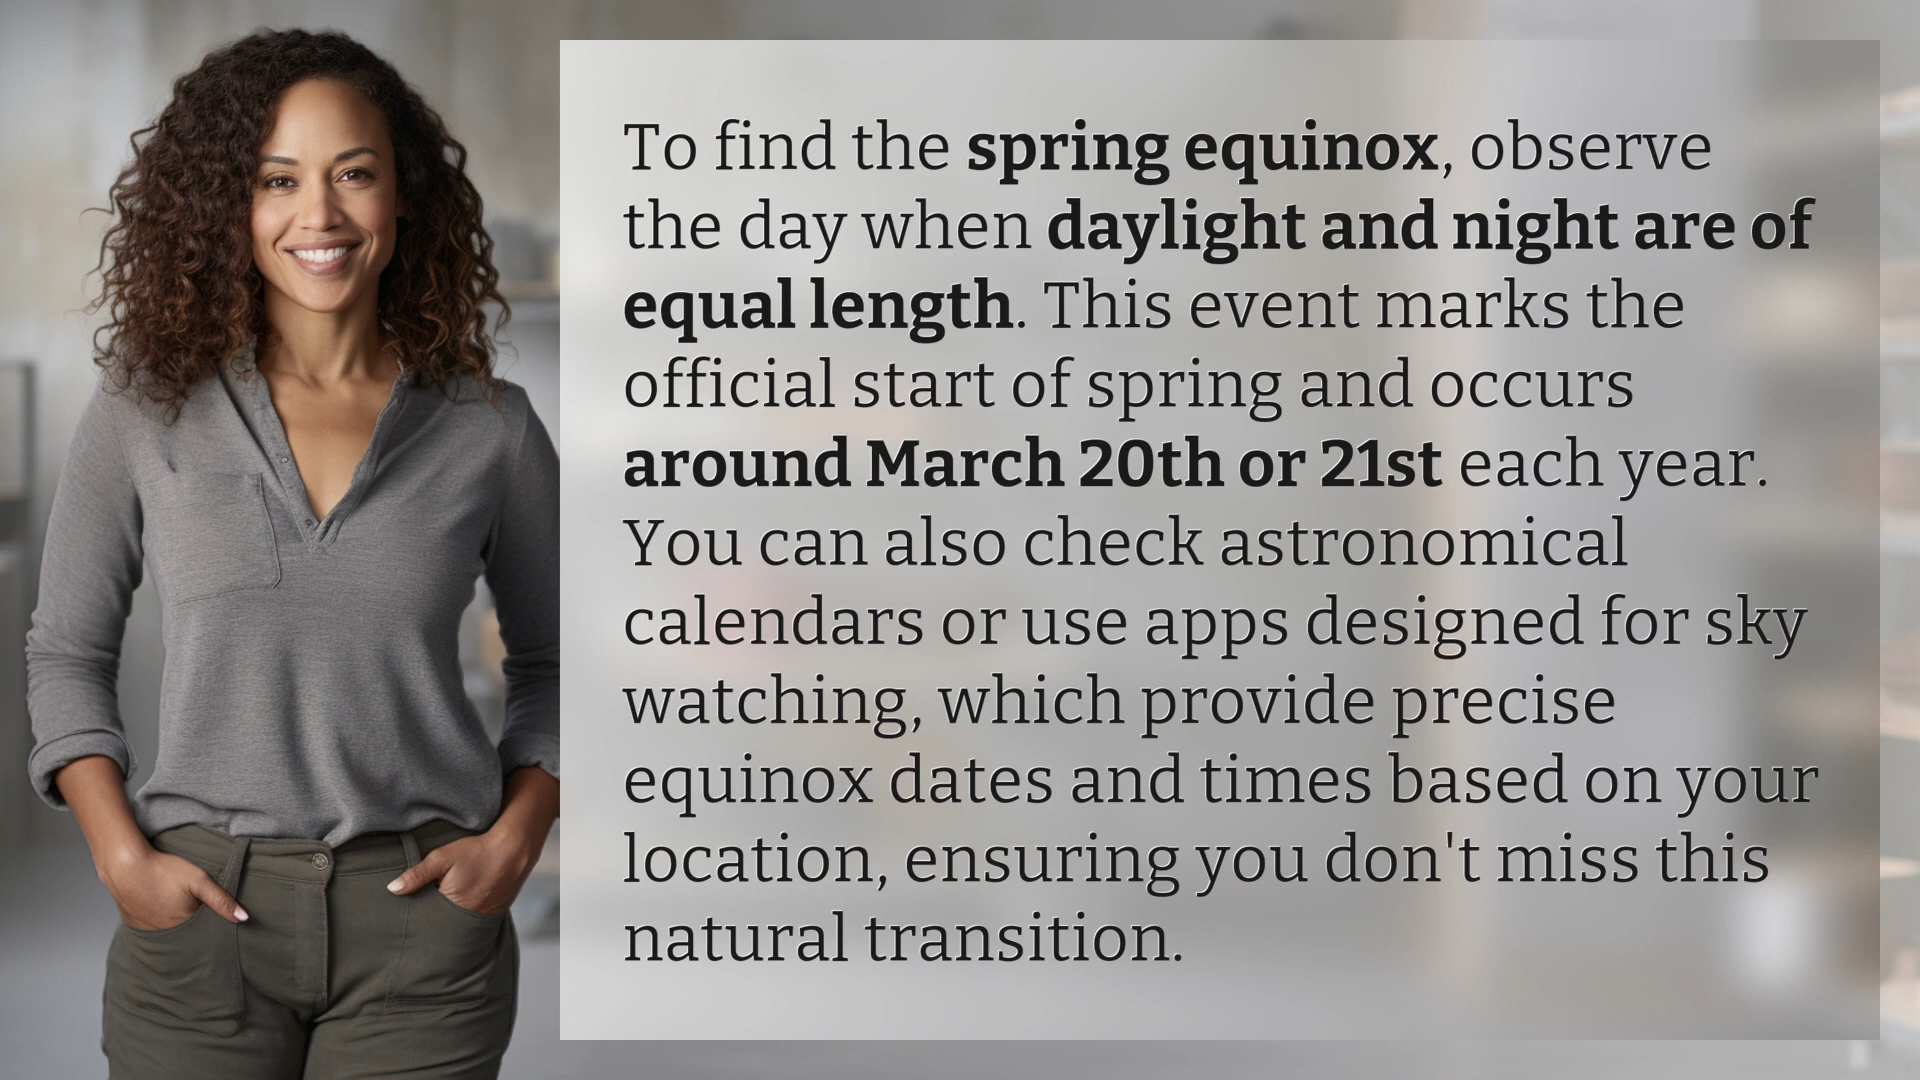 To find the spring equinox, observe
the day when daylight and night are of
equal length. This event marks the
official start of spring and occurs
around March 20th or 21st each year.
You can also check astronomical
calendars or use apps designed for sky
watching, which provide precise
equinox dates and times based on your
location, ensuring you don't miss this
natural transition.